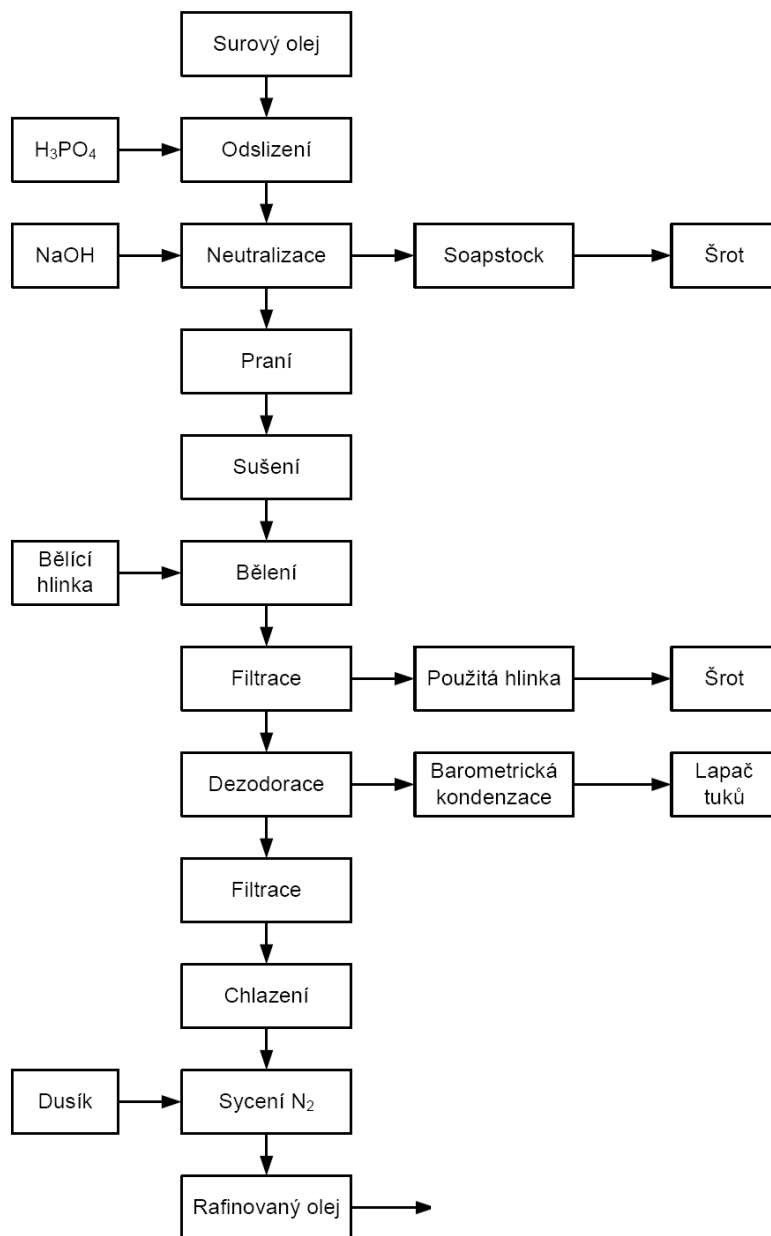 Surový olej
H₃PO₄
Odslizení
NaOH
Neutralizace
Soapstock
Šrot
Praní
Sušení
Bělící
hlinka
Bělení
Filtrace
Použitá hlinka
Šrot
Dezodorace
Barometrická
kondenzace
Lapač
tuků
Filtrace
Chlazení
Dusík
Sycení N₂
Rafinovaný olej